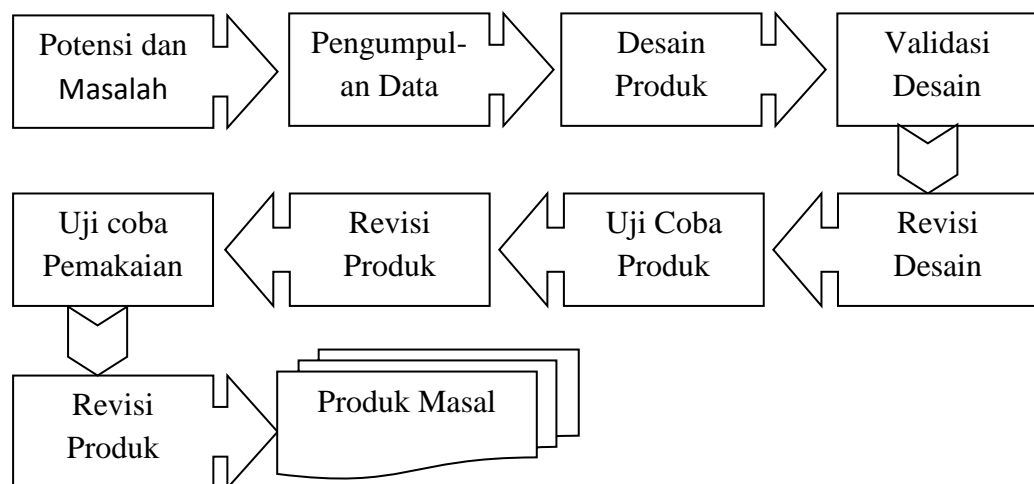 Potensi dan
Masalah
Pengumpul-
an Data
Desain
Produk
Validasi
Desain
Revisi
Desain
Uji Coba
Produk
Revisi
Produk
Uji coba
Pemakaian
Revisi
Produk
Produk Masal